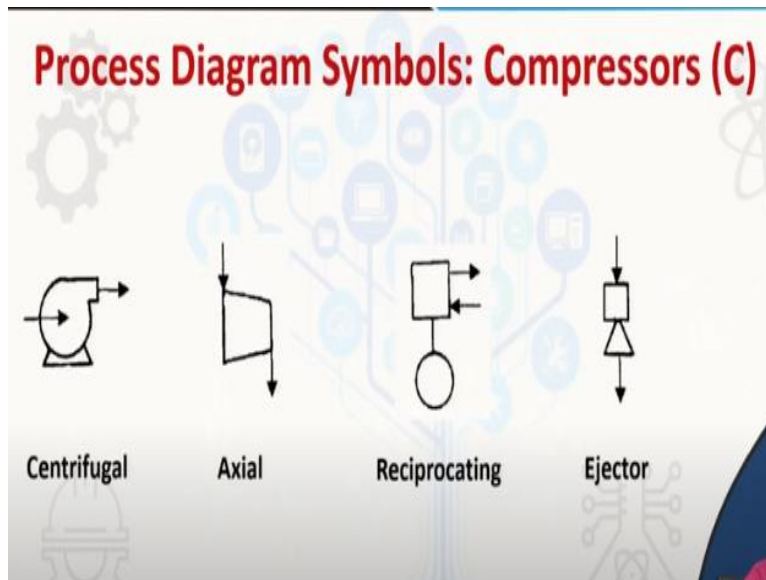 Process Diagram Symbols: Compressors (C)
Centrifugal
Axial
Reciprocating
Ejector